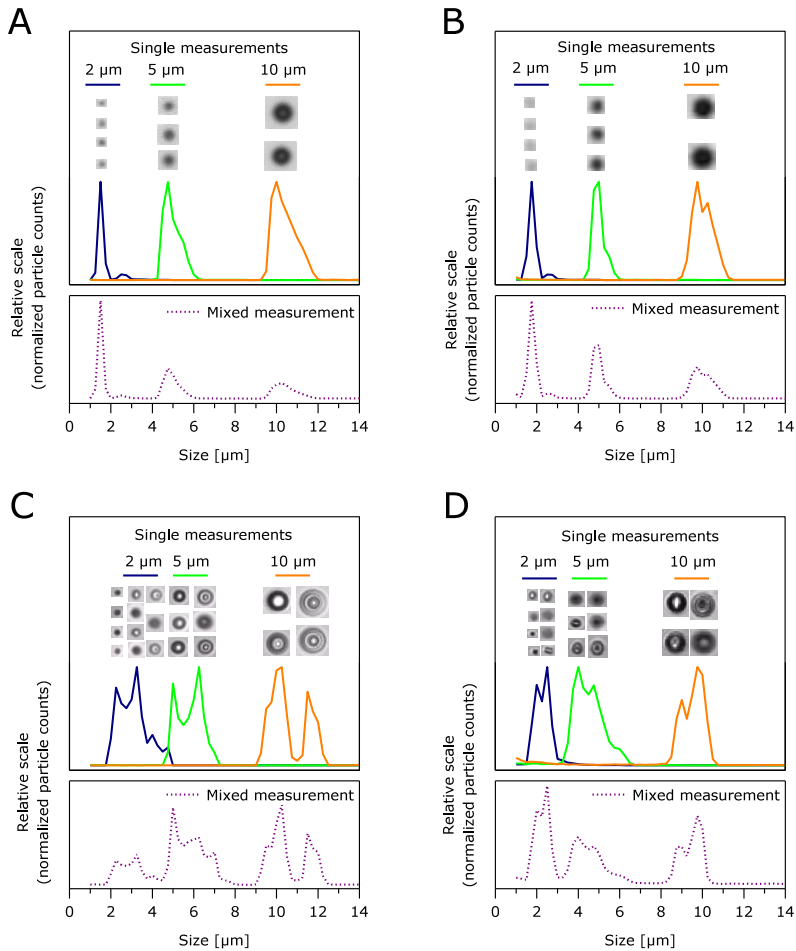 A
Single measurements
2 µm
5 µm
10 µm
Relative scale
(normalized particle counts)
Mixed measurement
0 2 4 6 8 10 12 14
Size [µm]
B
Single measurements
2 µm
5 µm
10 µm
Relative scale
(normalized particle counts)
Mixed measurement
0 2 4 6 8 10 12 14
Size [µm]
C
Single measurements
2 µm
5 µm
10 µm
Relative scale
(normalized particle counts)
Mixed measurement
0 2 4 6 8 10 12 14
Size [µm]
D
Single measurements
2 µm
5 µm
10 µm
Relative scale
(normalized particle counts)
Mixed measurement
0 2 4 6 8 10 12 14
Size [µm]